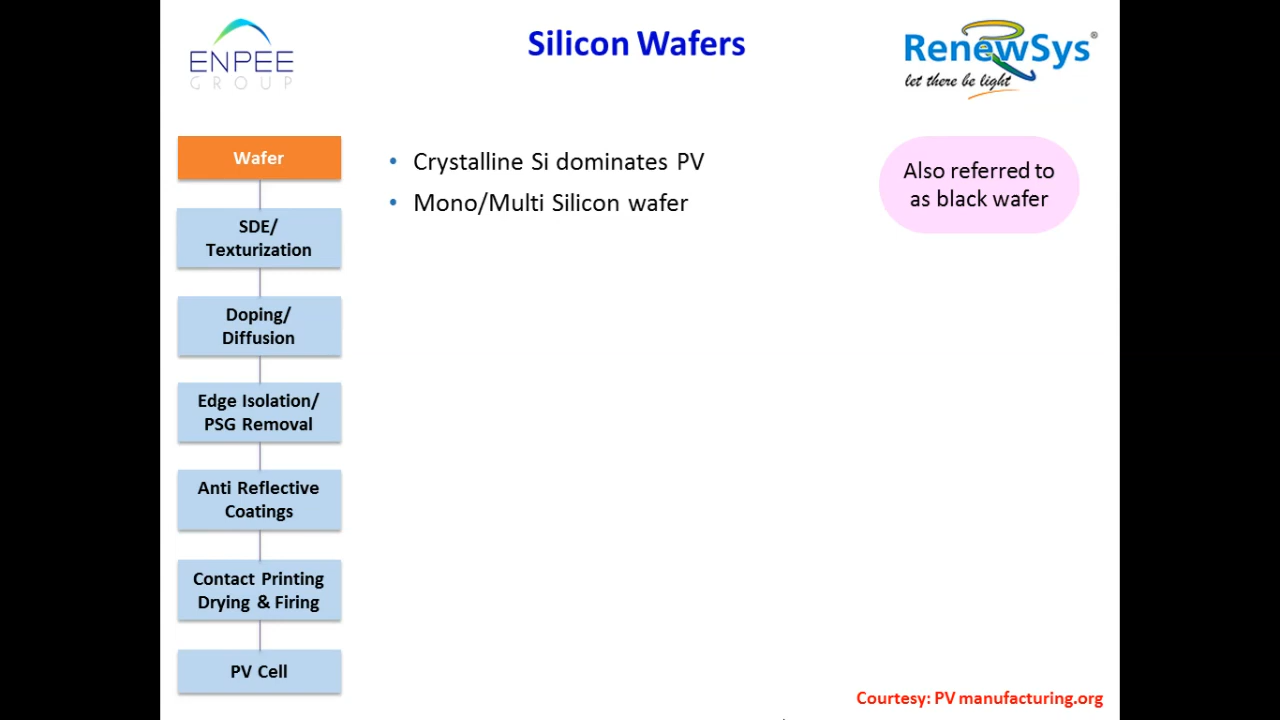 ENPEE
GROUP
Silicon Wafers
RenewSys®
let there be light
Wafer
SDE/
Texturization
Doping/
Diffusion
Edge Isolation/
PSG Removal
Anti Reflective
Coatings
Contact Printing
Drying & Firing
PV Cell
• Crystalline Si dominates PV
• Mono/Multi Silicon wafer
Also referred to
as black wafer
Courtesy: PV manufacturing.org